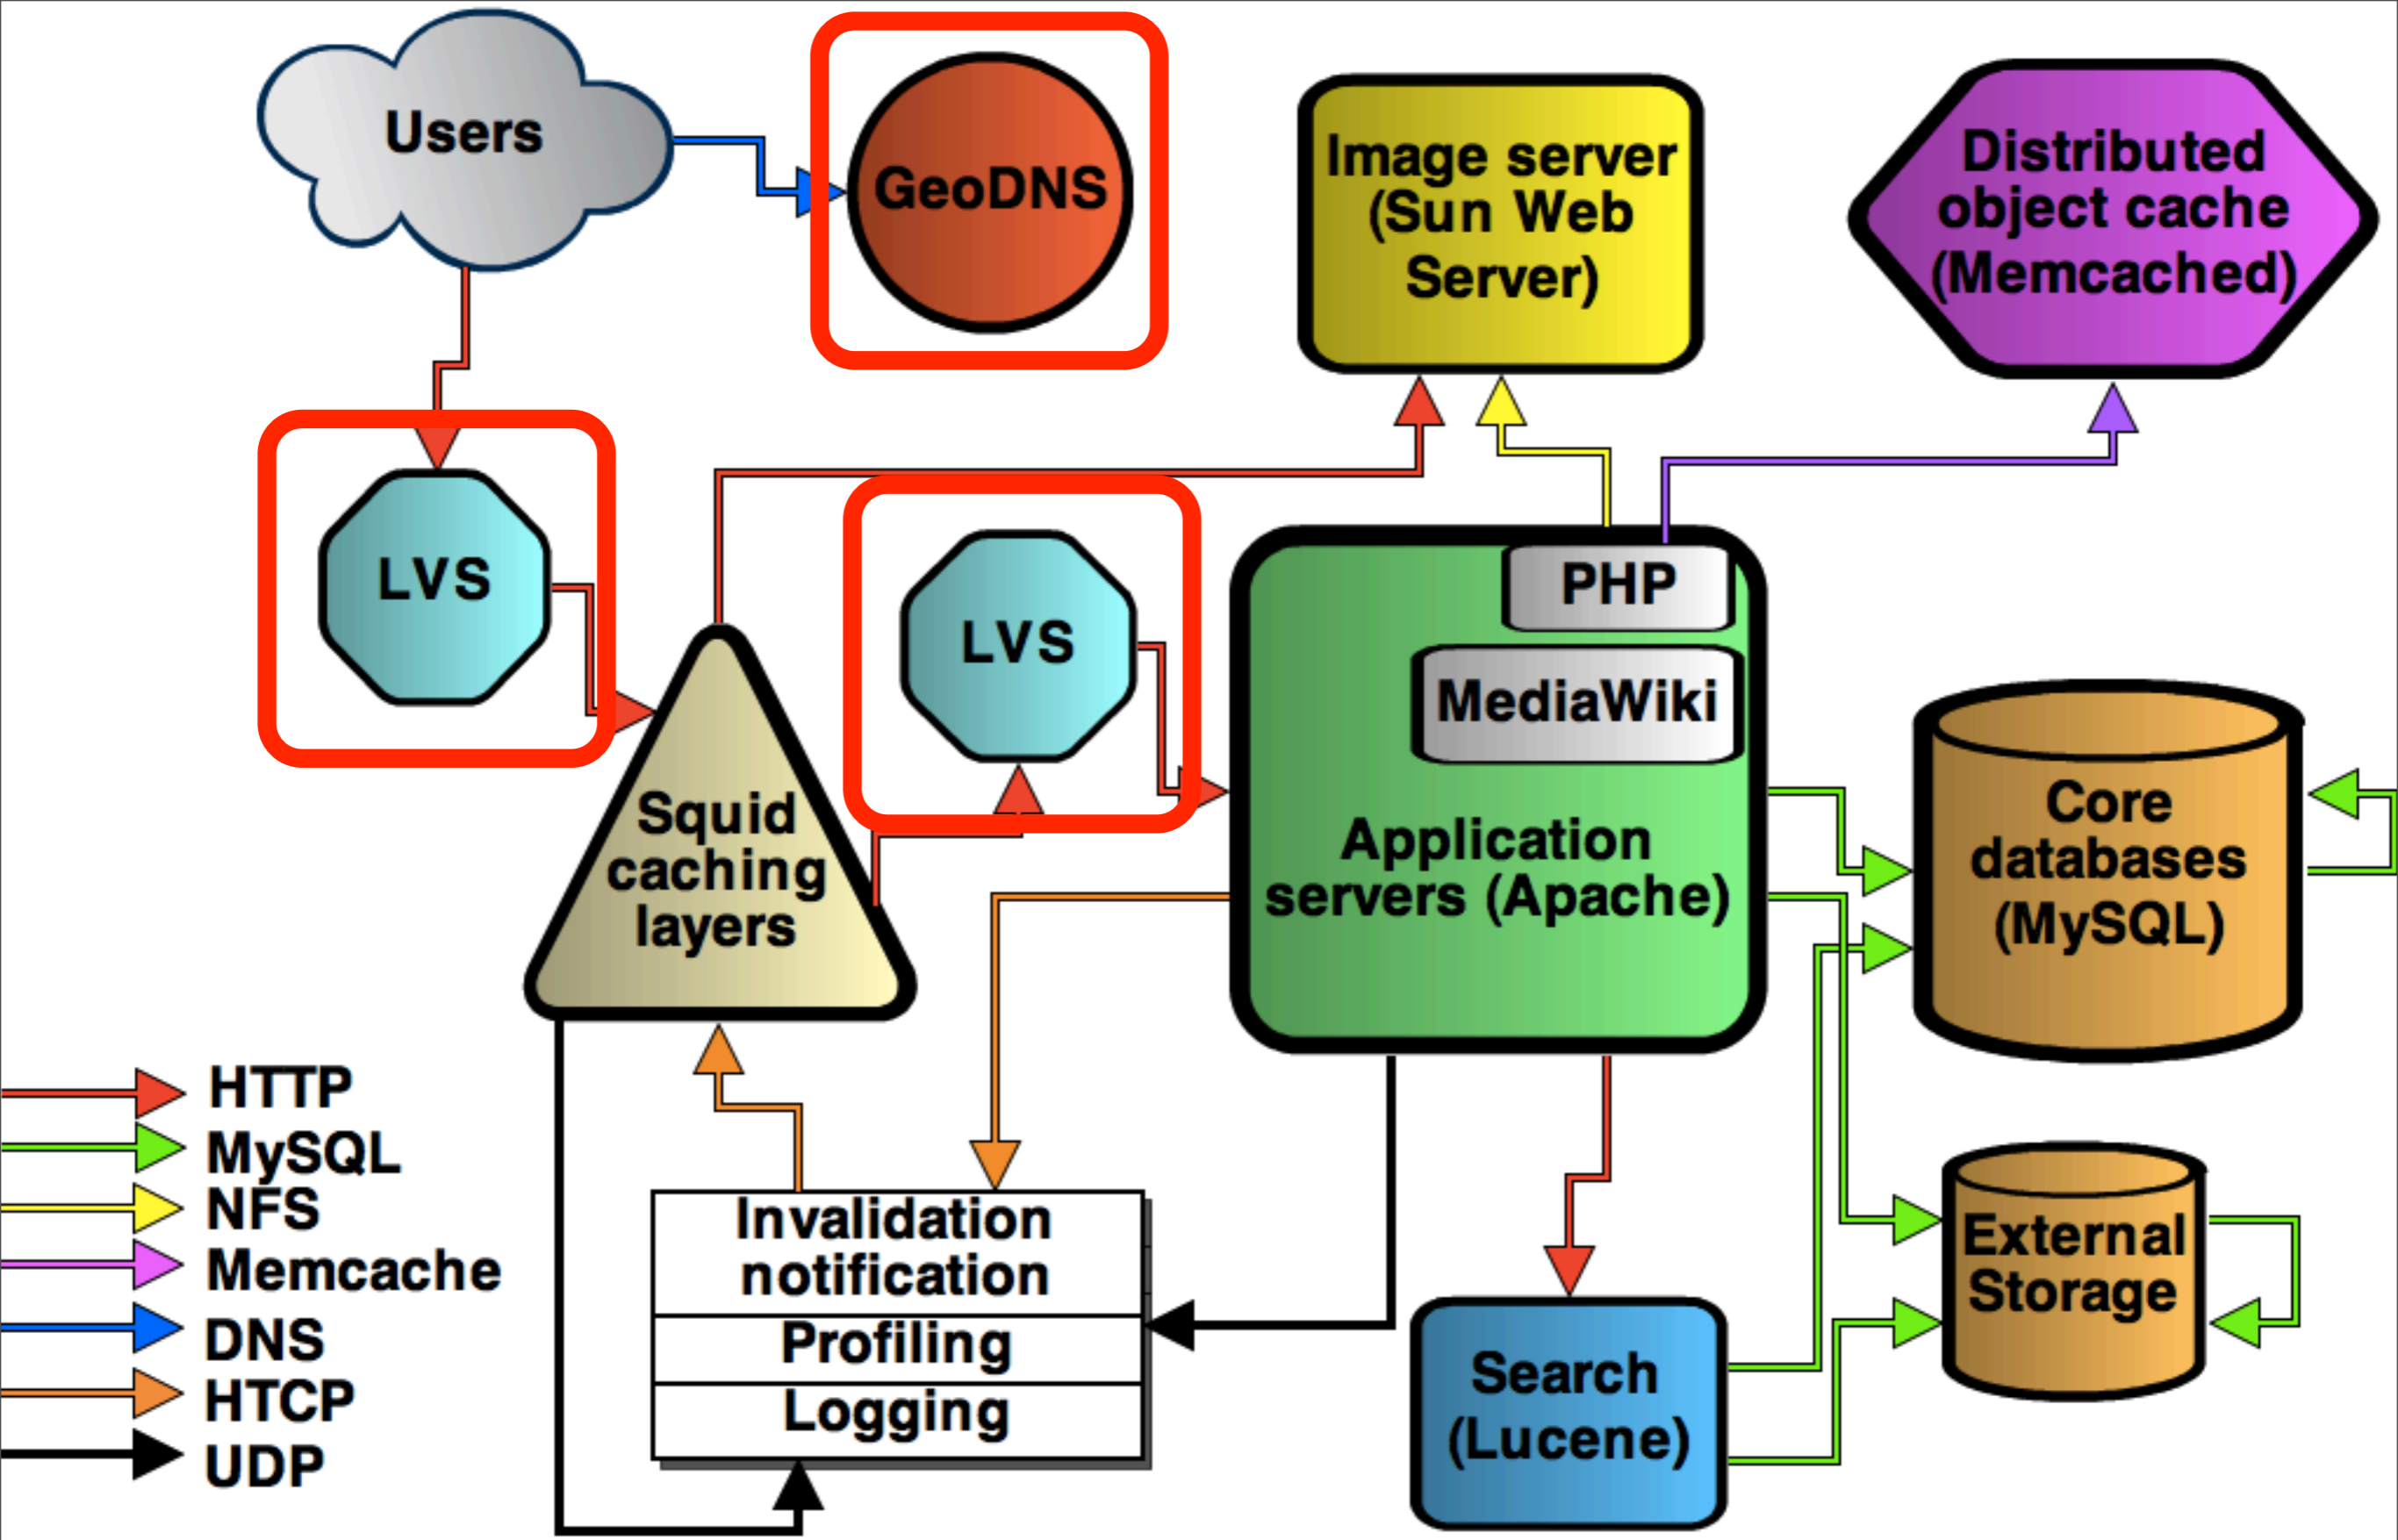 Users
GeoDNS
Image server
(Sun Web
Server)
Distributed
object cache
(Memcached)
LVS
LVS
PHP
MediaWiki
Squid
caching
layers
Application
servers (Apache)
Core
databases
(MySQL)
HTTP
MySQL
NFS
Memcache
DNS
HTCP
UDP
Invalidation
notification
Profiling
Logging
Search
(Lucene)
External
Storage